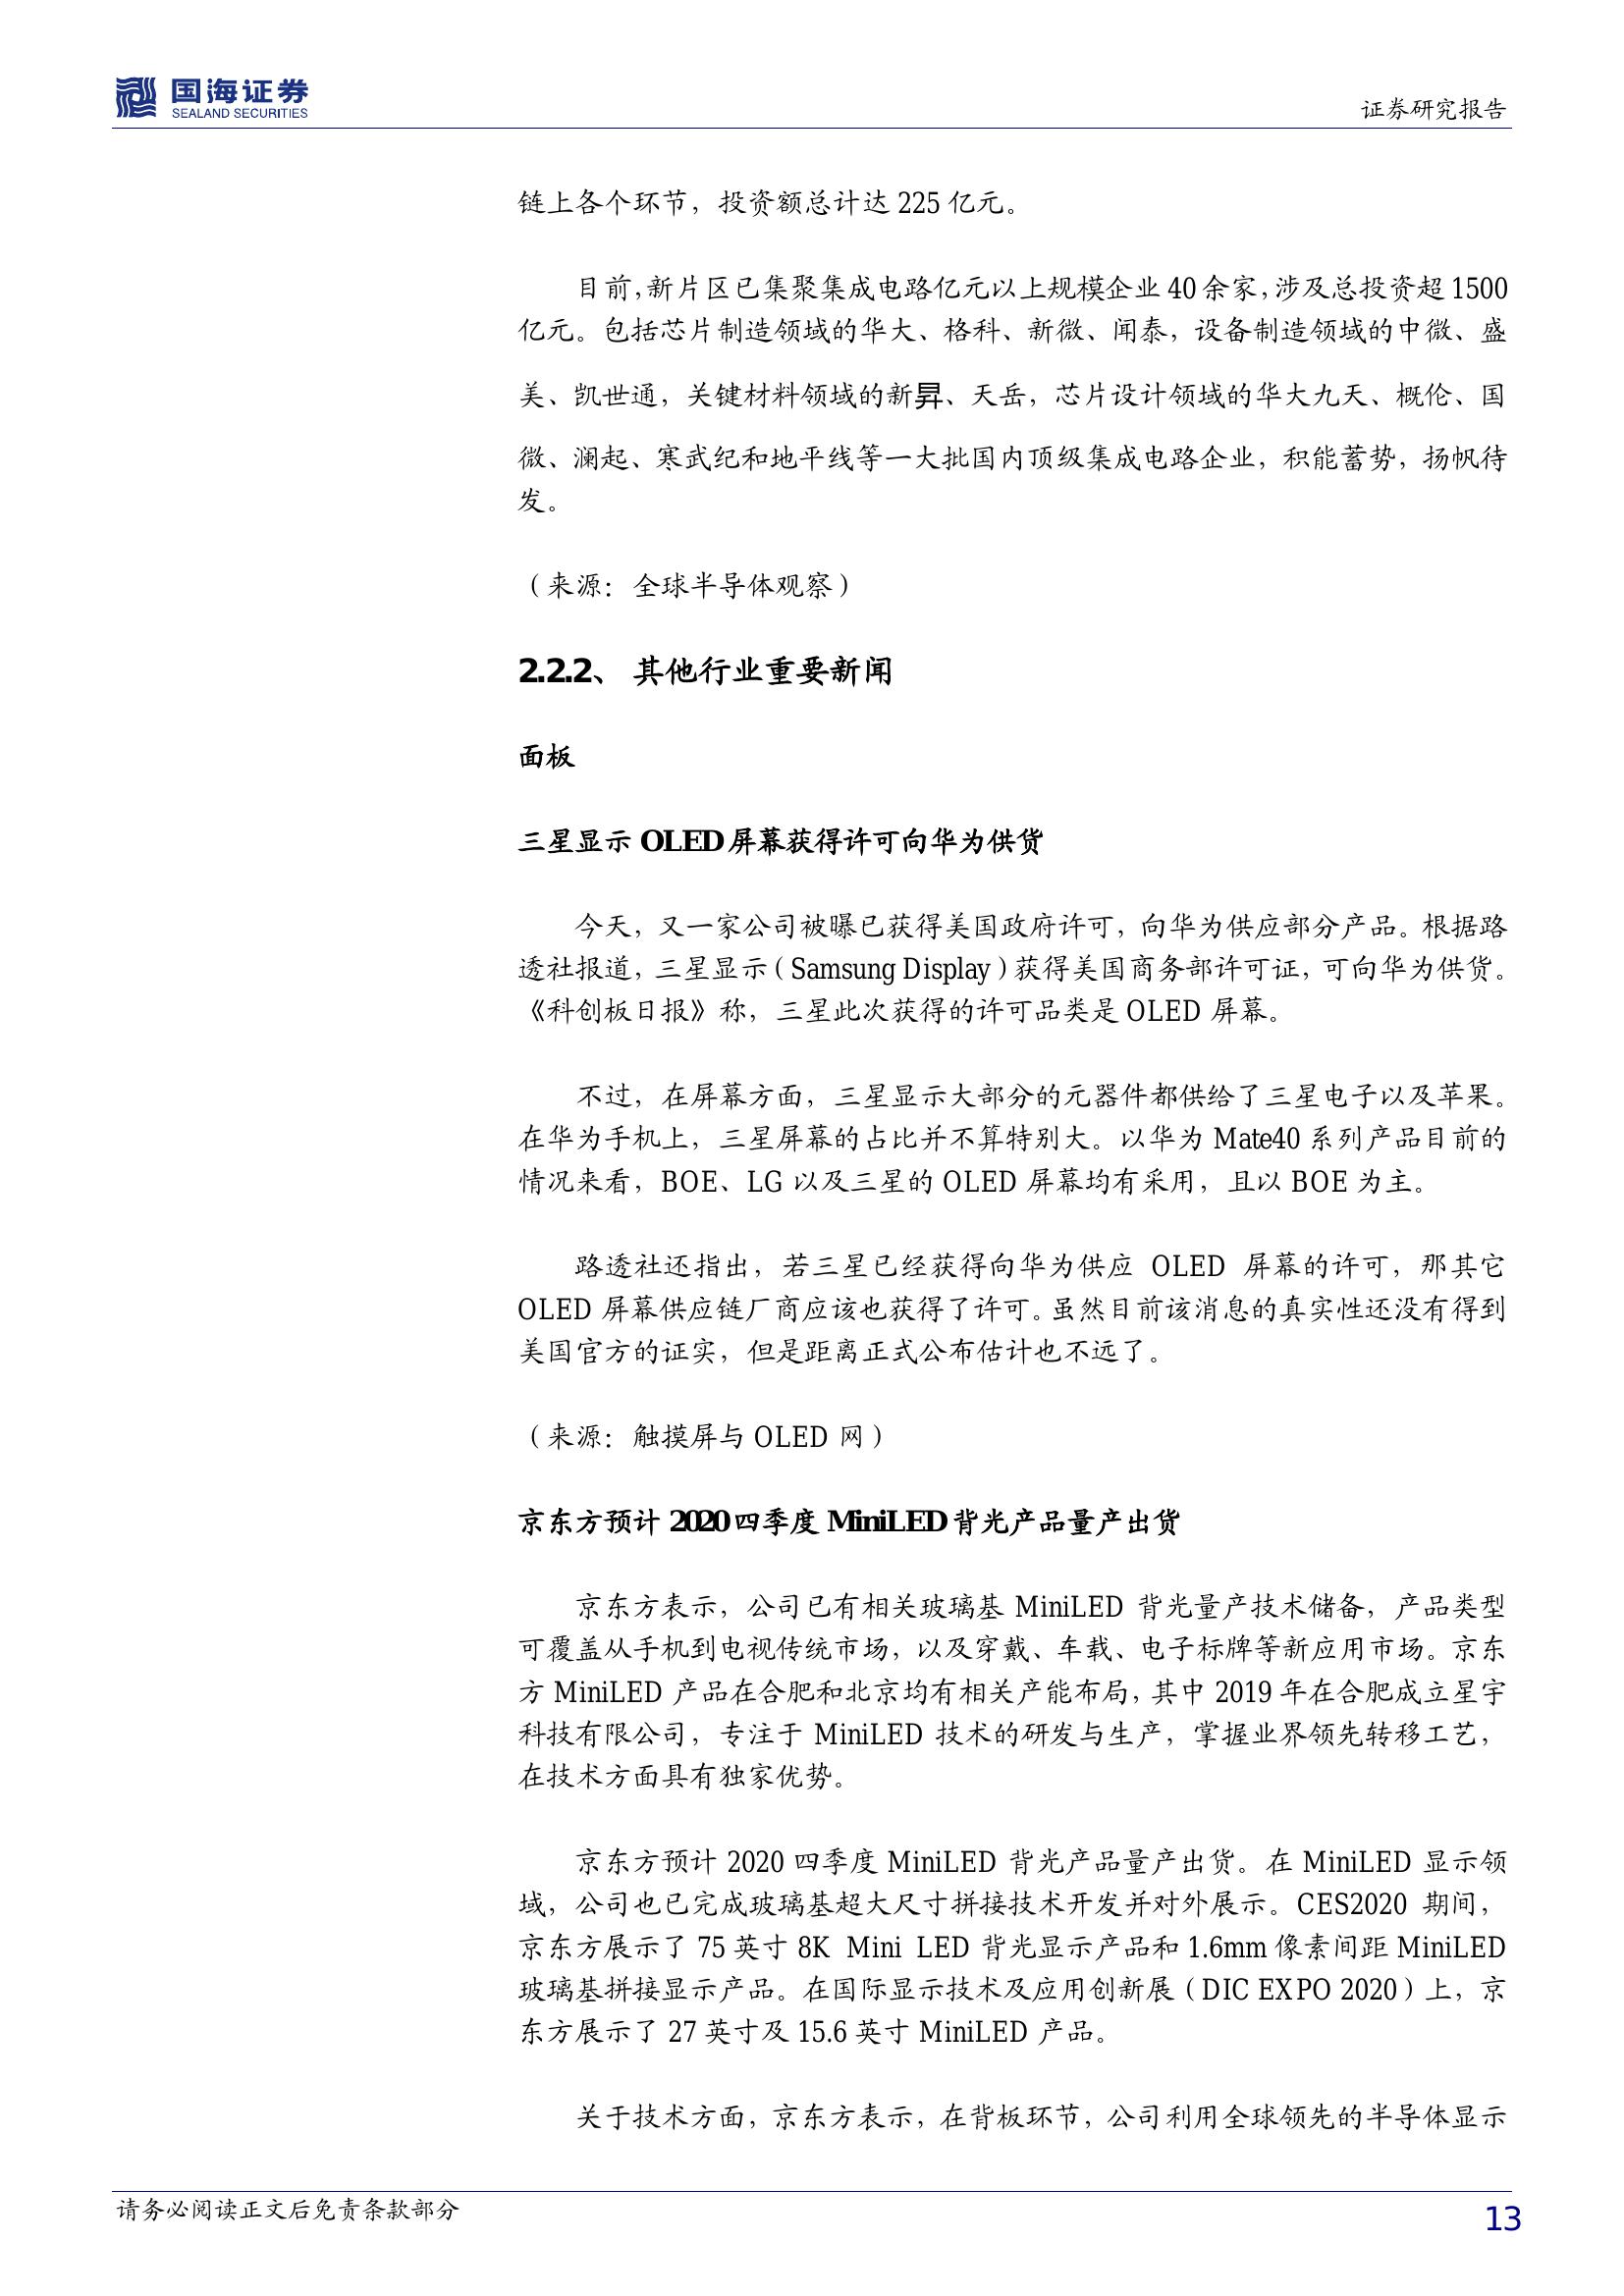 国海证券
SEALAND SECURITIES
证券研究报告
链上各个环节，投资额总计达 225 亿元。
目前，新片区已集聚集成电路亿元以上规模企业 40 余家，涉及总投资超 1500
亿元。包括芯片制造领域的华大、格科、新微、闻泰，设备制造领域的中微、盛
美、凯世通，关键材料领域的新昇、天岳，芯片设计领域的华大九天、概伦、国
微、澜起、寒武纪和地平线等一大批国内顶级集成电路企业，积能蓄势，扬帆待
发。
（来源：全球半导体观察）
2.2.2、 其他行业重要新闻
面板
三星显示 OLED 屏幕获得许可向华为供货
今天，又一家公司被曝已获得美国政府许可，向华为供应部分产品。根据路
透社报道，三星显示（Samsung Display）获得美国商务部许可证，可向华为供货。
《科创板日报》称，三星此次获得的许可品类是 OLED 屏幕。
不过，在屏幕方面，三星显示大部分的元器件都供给了三星电子以及苹果。
在华为手机上，三星屏幕的占比并不算特别大。以华为 Mate40 系列产品目前的
情况来看，BOE、LG 以及三星的 OLED 屏幕均有采用，且以 BOE 为主。
路透社还指出，若三星已经获得向华为供应 OLED 屏幕的许可，那其它
OLED 屏幕供应链厂商应该也获得了许可。虽然目前该消息的真实性还没有得到
美国官方的证实，但是距离正式公布估计也不远了。
（来源：触摸屏与 OLED 网）
京东方预计 2020 四季度 MiniLED 背光产品量产出货
京东方表示，公司已有相关玻璃基 MiniLED 背光量产技术储备，产品类型
可覆盖从手机到电视传统市场，以及穿戴、车载、电子标牌等新应用市场。京东
方 MiniLED 产品在合肥和北京均有相关产能布局，其中 2019 年在合肥成立星宇
科技有限公司，专注于 MiniLED 技术的研发与生产，掌握业界领先转移工艺，
在技术方面具有独家优势。
京东方预计 2020 四季度 MiniLED 背光产品量产出货。在 MiniLED 显示领
域，公司也已完成玻璃基超大尺寸拼接技术开发并对外展示。CES2020 期间，
京东方展示了 75 英寸 8K Mini LED 背光显示产品和 1.6mm 像素间距 MiniLED
玻璃基拼接显示产品。在国际显示技术及应用创新展（DIC EXPO 2020）上，京
东方展示了 27 英寸及 15.6 英寸 MiniLED 产品。
关于技术方面，京东方表示，在背板环节，公司利用全球领先的半导体显示
请务必阅读正文后免责条款部分
13